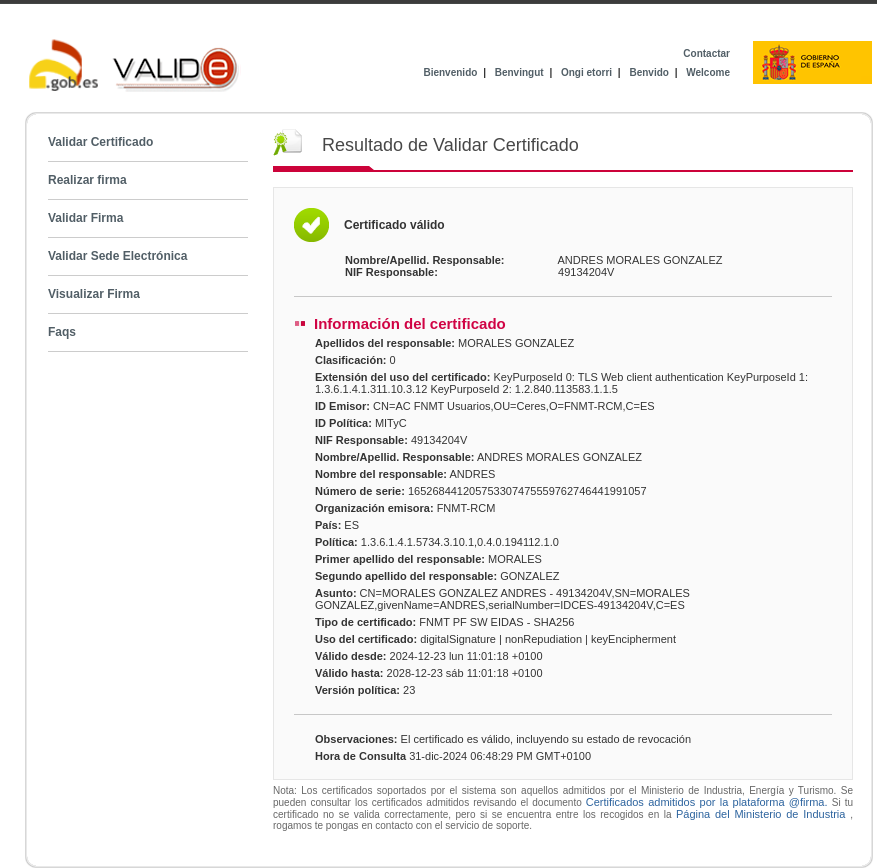 Contactar
.gob.es
VALIDe
Bienvenido | Benvingut | Ongi etorri | Benvido | Welcome
GOBIERNO
DE ESPAÑA
Validar Certificado
Realizar firma
Validar Firma
Validar Sede Electrónica
Visualizar Firma
Faqs
Resultado de Validar Certificado
Certificado válido
Nombre/Apellid. Responsable: ANDRES MORALES GONZALEZ
NIF Responsable: 49134204V
Información del certificado
Apellidos del responsable: MORALES GONZALEZ
Clasificación: 0
Extensión del uso del certificado: KeyPurposeId 0: TLS Web client authentication KeyPurposeId 1:
1.3.6.1.4.1.311.10.3.12 KeyPurposeId 2: 1.2.840.113583.1.1.5
ID Emisor: CN=AC FNMT Usuarios,OU=Ceres,O=FNMT-RCM,C=ES
ID Política: MITyC
NIF Responsable: 49134204V
Nombre/Apellid. Responsable: ANDRES MORALES GONZALEZ
Nombre del responsable: ANDRES
Número de serie: 165268441205753307475559762746441991057
Organización emisora: FNMT-RCM
País: ES
Política: 1.3.6.1.4.1.5734.3.10.1,0.4.0.194112.1.0
Primer apellido del responsable: MORALES
Segundo apellido del responsable: GONZALEZ
Asunto: CN=MORALES GONZALEZ ANDRES - 49134204V,SN=MORALES
GONZALEZ,givenName=ANDRES,serialNumber=IDCES-49134204V,C=ES
Tipo de certificado: FNMT PF SW EIDAS - SHA256
Uso del certificado: digitalSignature | nonRepudiation | keyEncipherment
Válido desde: 2024-12-23 lun 11:01:18 +0100
Válido hasta: 2028-12-23 sáb 11:01:18 +0100
Versión política: 23
Observaciones: El certificado es válido, incluyendo su estado de revocación
Hora de Consulta 31-dic-2024 06:48:29 PM GMT+0100
Nota: Los certificados soportados por el sistema son aquellos admitidos por el Ministerio de Industria, Energía y Turismo. Se
pueden consultar los certificados admitidos revisando el documento Certificados admitidos por la plataforma @firma. Si tu
certificado no se valida correctamente, pero si se encuentra entre los recogidos en la Página del Ministerio de Industria ,
rogamos te pongas en contacto con el servicio de soporte.